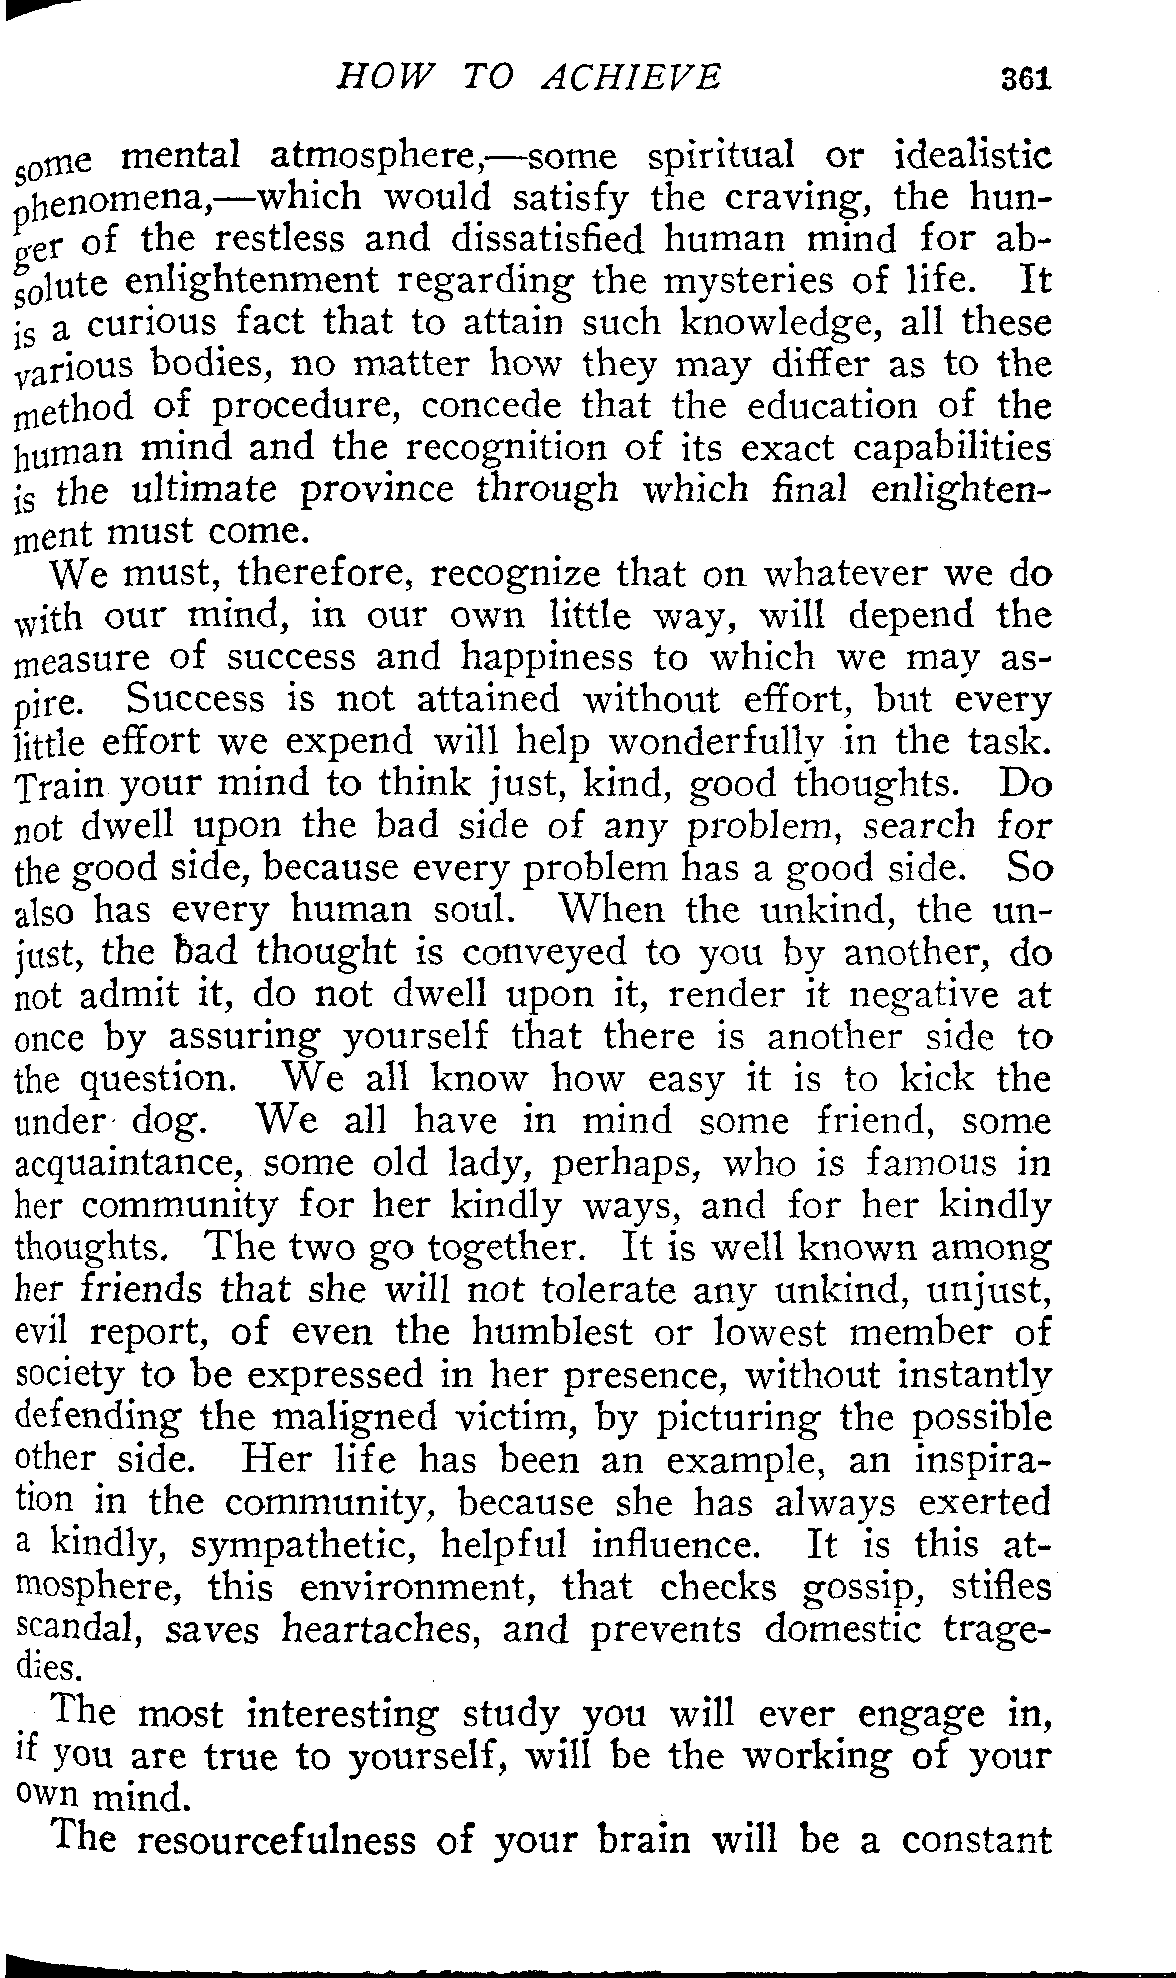 HOW TO ACHIEVE 361
some mental atmosphere,—some spiritual or idealistic
phenomena,—which would satisfy the craving, the hun-
ger of the restless and dissatisfied human mind for ab-
solute enlightenment regarding the mysteries of life. It
is a curious fact that to attain such knowledge, all these
various bodies, no matter how they may differ as to the
method of procedure, concede that the education of the
human mind and the recognition of its exact capabilities
is the ultimate province through which final enlighten-
ment must come.
We must, therefore, recognize that on whatever we do
with our mind, in our own little way, will depend the
measure of success and happiness to which we may as-
pire. Success is not attained without effort, but every
little effort we expend will help wonderfully in the task.
Train your mind to think just, kind, good thoughts. Do
not dwell upon the bad side of any problem, search for
the good side, because every problem has a good side. So
also has every human soul. When the unkind, the un-
just, the bad thought is conveyed to you by another, do
not admit it, do not dwell upon it, render it negative at
once by assuring yourself that there is another side to
the question. We all know how easy it is to kick the
under dog. We all have in mind some friend, some
acquaintance, some old lady, perhaps, who is famous in
her community for her kindly ways, and for her kindly
thoughts. The two go together. It is well known among
her friends that she will not tolerate any unkind, unjust,
evil report, of even the humblest or lowest member of
society to be expressed in her presence, without instantly
defending the maligned victim, by picturing the possible
other side. Her life has been an example, an inspira-
tion in the community, because she has always exerted
a kindly, sympathetic, helpful influence. It is this at-
mosphere, this environment, that checks gossip, stifles
scandal, saves heartaches, and prevents domestic trage-
dies.
The most interesting study you will ever engage in,
if you are true to yourself, will be the working of your
own mind.
The resourcefulness of your brain will be a constant